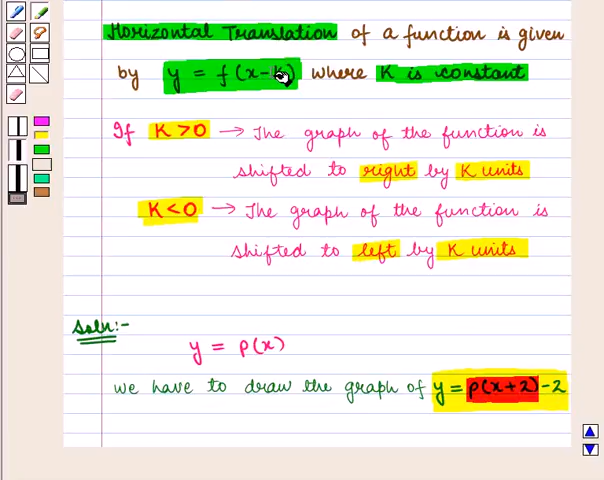 Horizontal Translation of a function is given
by y = f(x-K) where K is constant
If K>0 → The graph of the function is
shifted to right by K units
K<0 → The graph of the function is
shifted to left by K units
Soln:-
y = p(x)
we have to draw the graph of y = p(x+2)-2